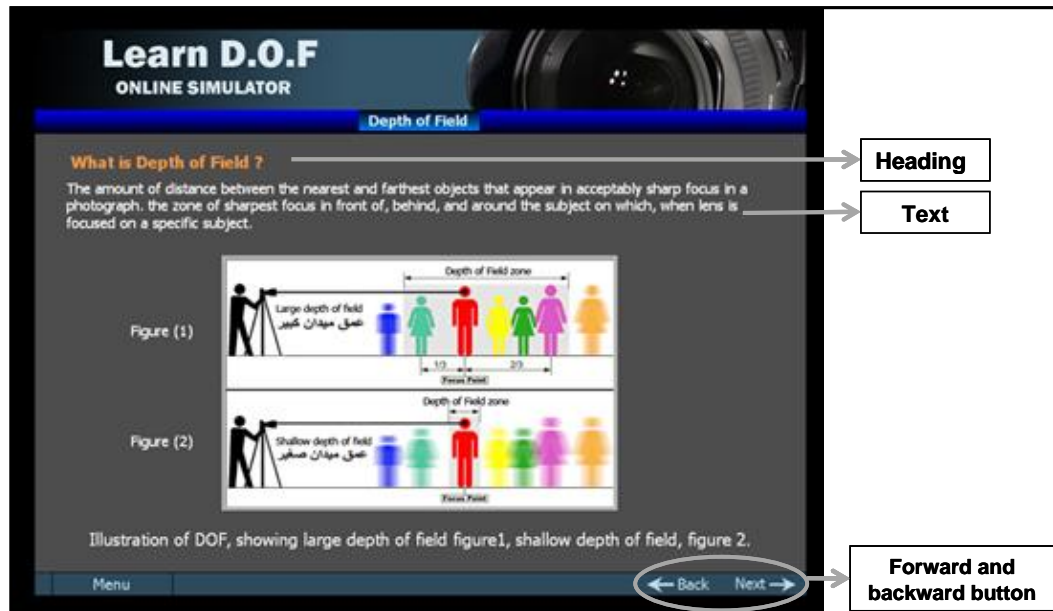 Learn D.O.F
ONLINE SIMULATOR
Depth of Field
What is Depth of Field ?
Heading
The amount of distance between the nearest and farthest objects that appear in acceptably sharp focus in a
photograph. the zone of sharpest focus in front of, behind, and around the subject on which, when lens is
focused on a specific subject.
Text
Depth of Field zone
Large depth of field
عمق ميدان كبير
Figure (1)
1/3
2/3
Focus Point
Depth of Field zone
Shallow depth of field
عمق ميدان صغير
Figure (2)
Focus Point
Illustration of DOF, showing large depth of field figure1, shallow depth of field, figure 2.
Menu
Back
Next
Forward and
backward button